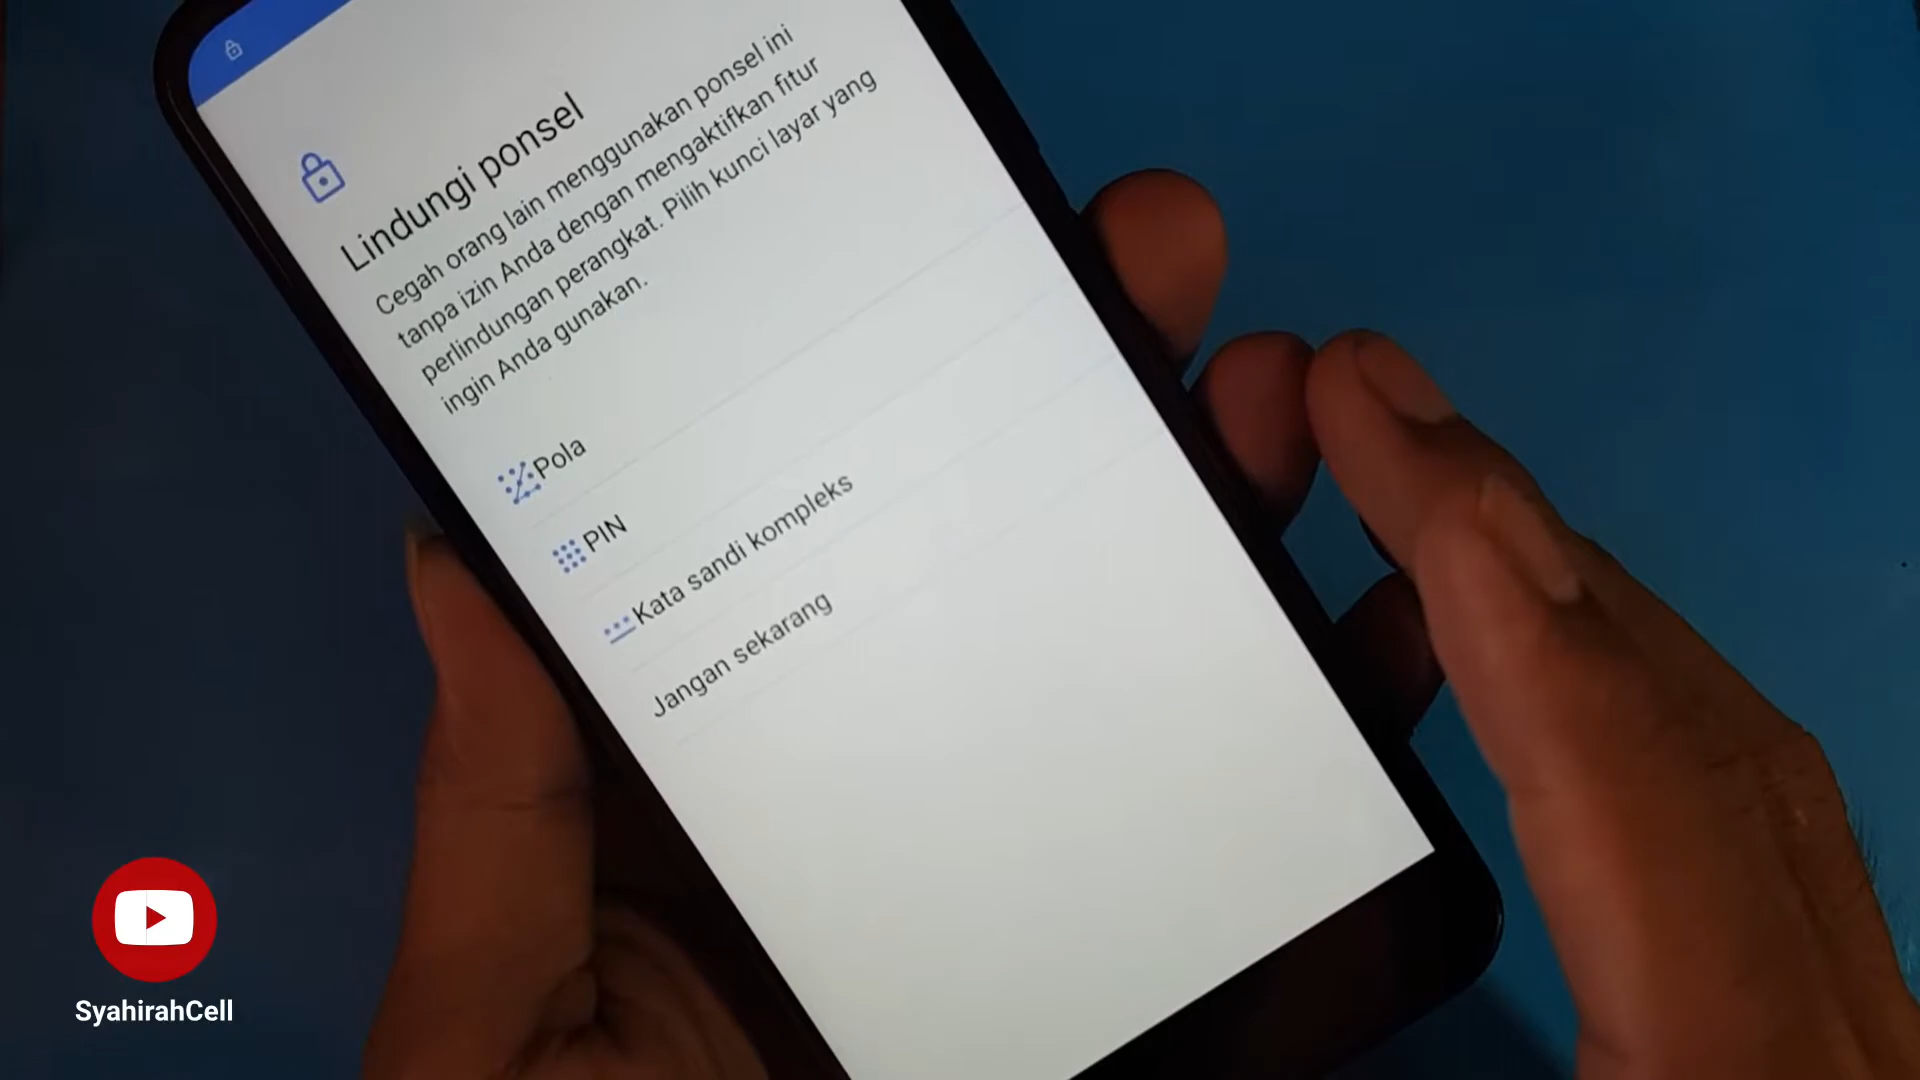 Lindungi ponsel
Cegah orang lain menggunakan ponsel ini
tanpa izin Anda dengan mengaktifkan fitur
perlindungan perangkat. Pilih kunci layar yang
ingin Anda gunakan.
Pola
PIN
Kata sandi kompleks
Jangan sekarang
SyahirahCell